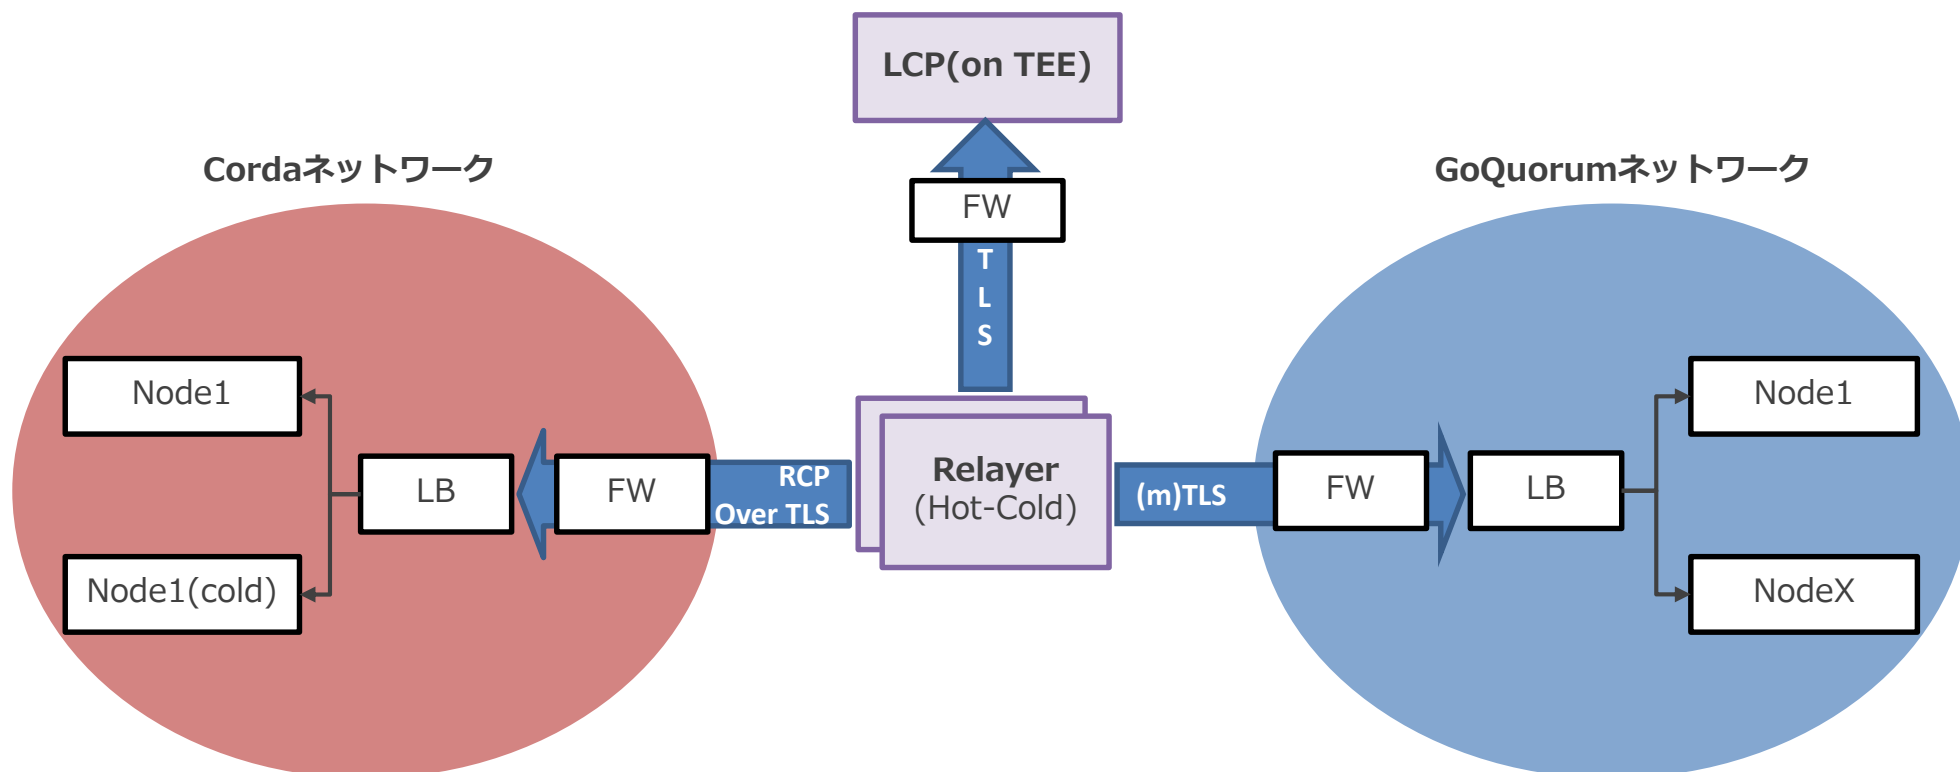 LCP(on TEE)
Cordaネットワーク
GoQuorumネットワーク
FW
T
L
S
Node1
Node1
LB
FW
RCP
Over TLS
Relayer
(Hot-Cold)
(m)TLS
FW
LB
Node1(cold)
NodeX